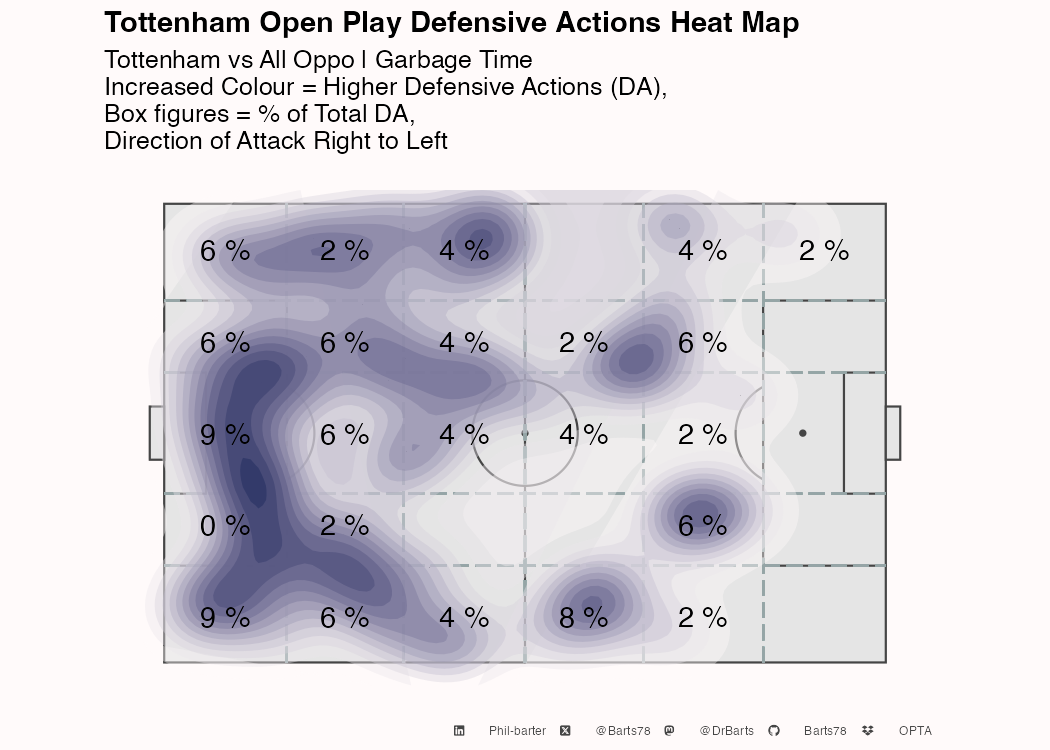 Tottenham Open Play Defensive Actions Heat Map
Tottenham vs All Oppo | Garbage Time
Increased Colour = Higher Defensive Actions (DA),
Box figures = % of Total DA,
Direction of Attack Right to Left
6 % 2 % 4 % 4 % 2 %
6 % 6 % 4 % 2 % 6 %
9 % 6 % 4 % 4 % 2 %
0 % 2 % 6 %
9 % 6 % 4 % 8 % 2 %
Phil-barter @Barts78 @DrBarts Barts78 OPTA